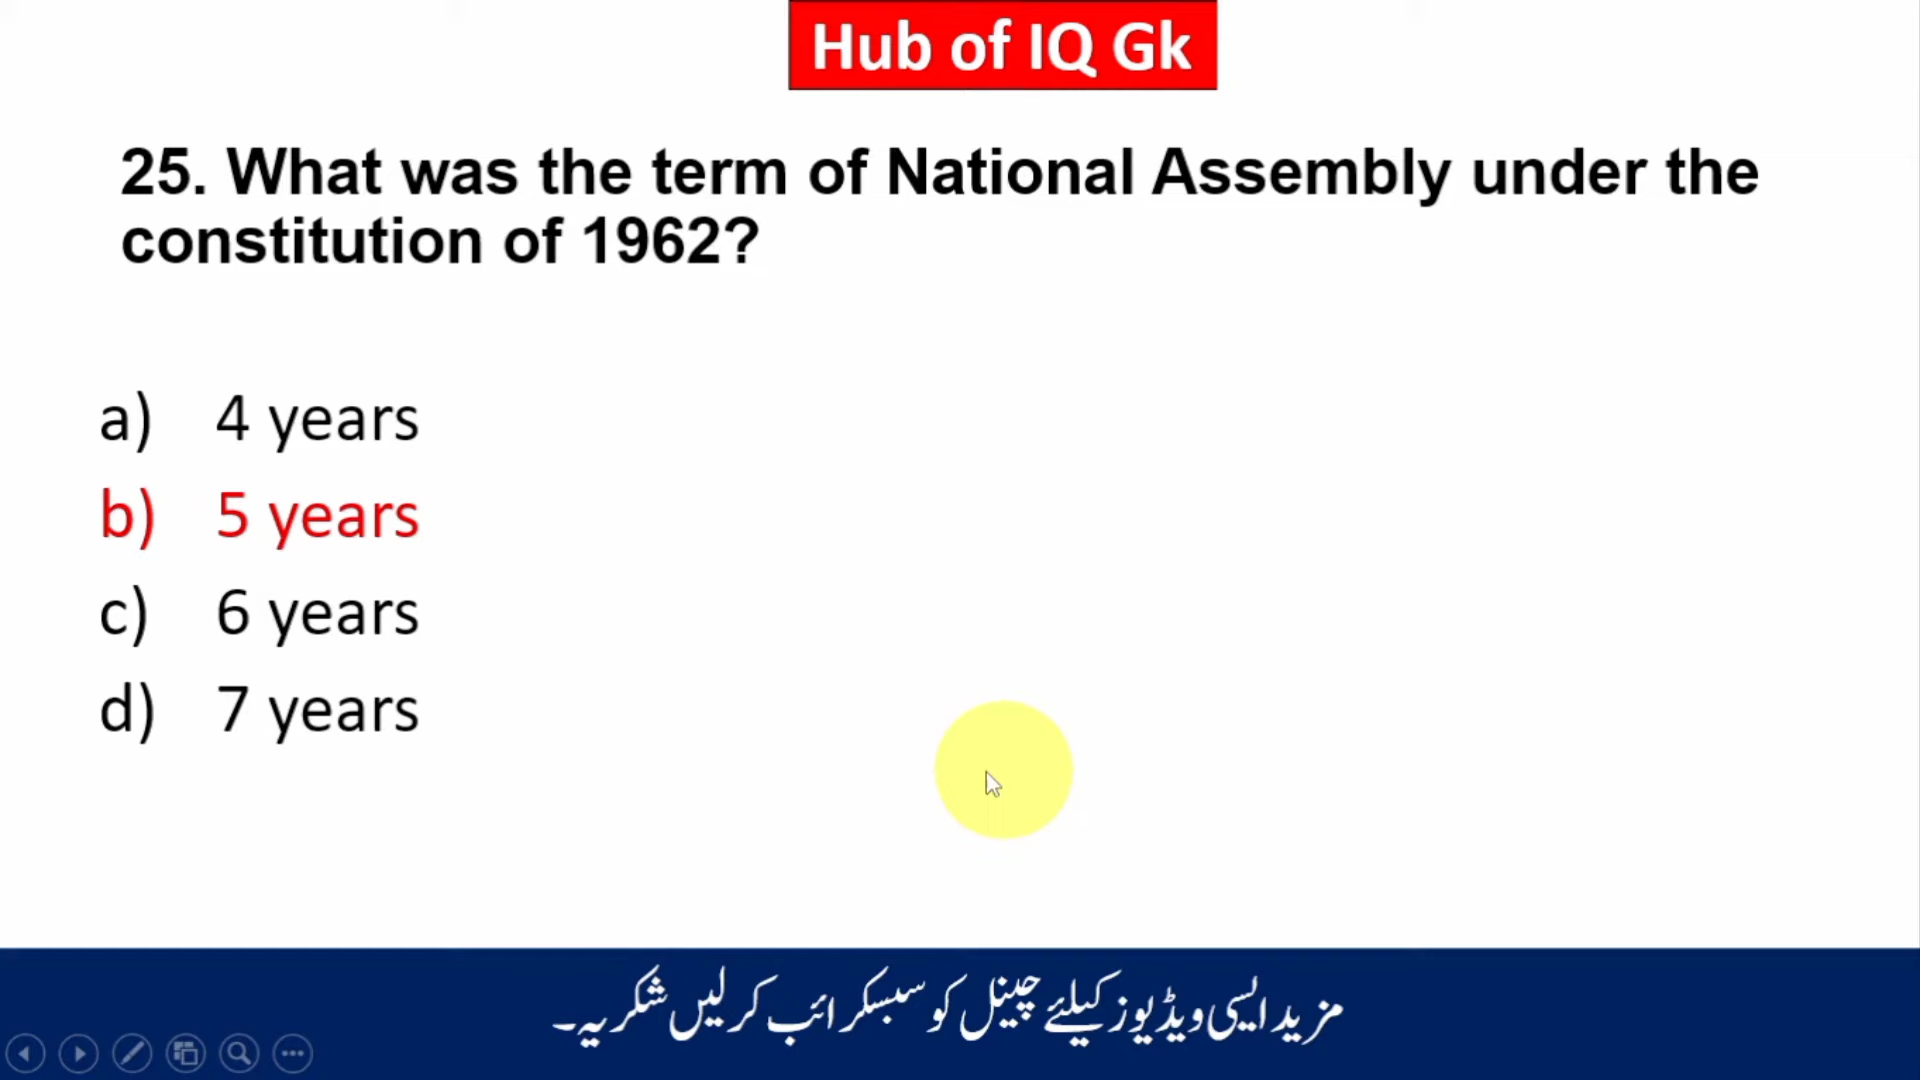 Hub of IQ Gk
25. What was the term of National Assembly under the
constitution of 1962?
a) 4 years
b) 5 years
c) 6 years
d) 7 years
مزید ایسی ویڈیوز کیلئے چینل کو سبسکرائب کر لیں شکریہ۔